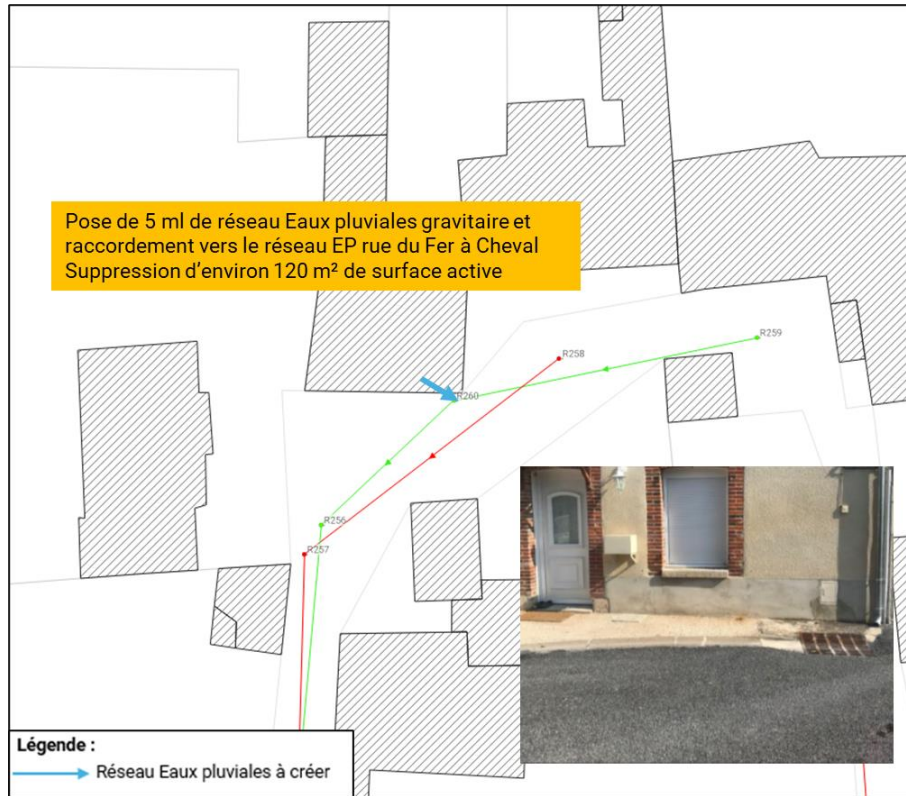 Pose de 5 ml de réseau Eaux pluviales gravitaire et
raccordement vers le réseau EP rue du Fer à Cheval
Suppression d'environ 120 m² de surface active
R259
R258
R260
R256
R257
Légende :
Réseau Eaux pluviales à créer